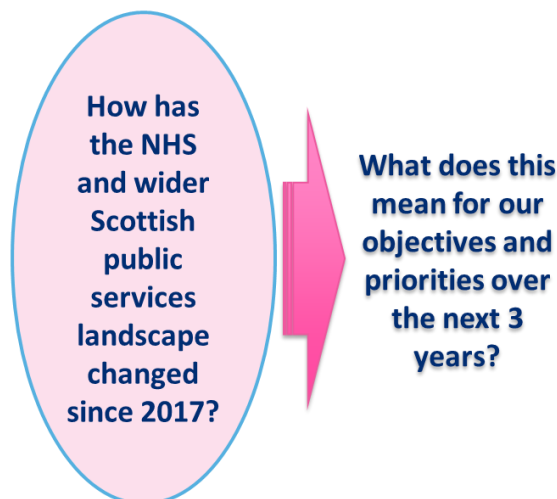 How has
the NHS
and wider
Scottish
public
services
landscape
changed
since 2017?
What does this
mean for our
objectives and
priorities over
the next 3
years?